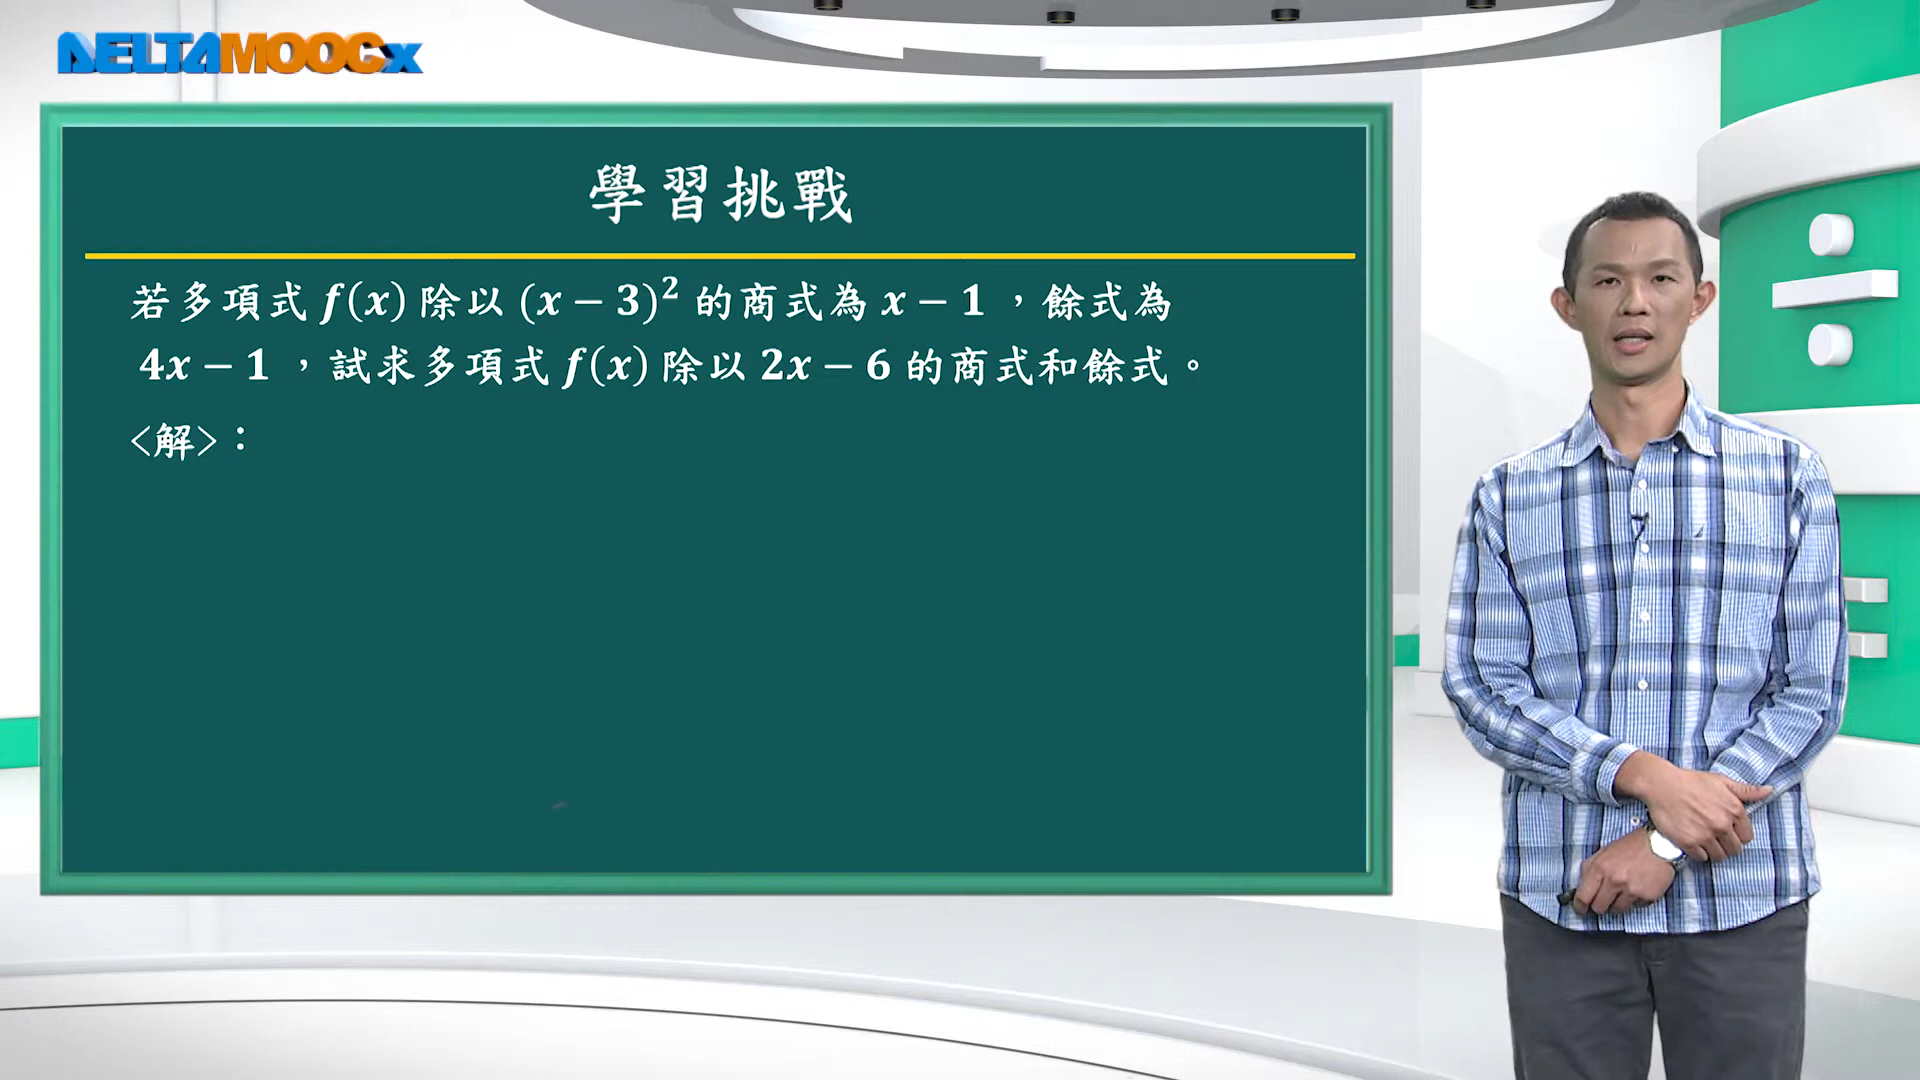 DELTAMOOCx
學習挑戰
若多項式 f(x) 除以 (x − 3)² 的商式為 x − 1 ，餘式為
4x − 1 ，試求多項式 f(x) 除以 2x − 6 的商式和餘式。
<解>：